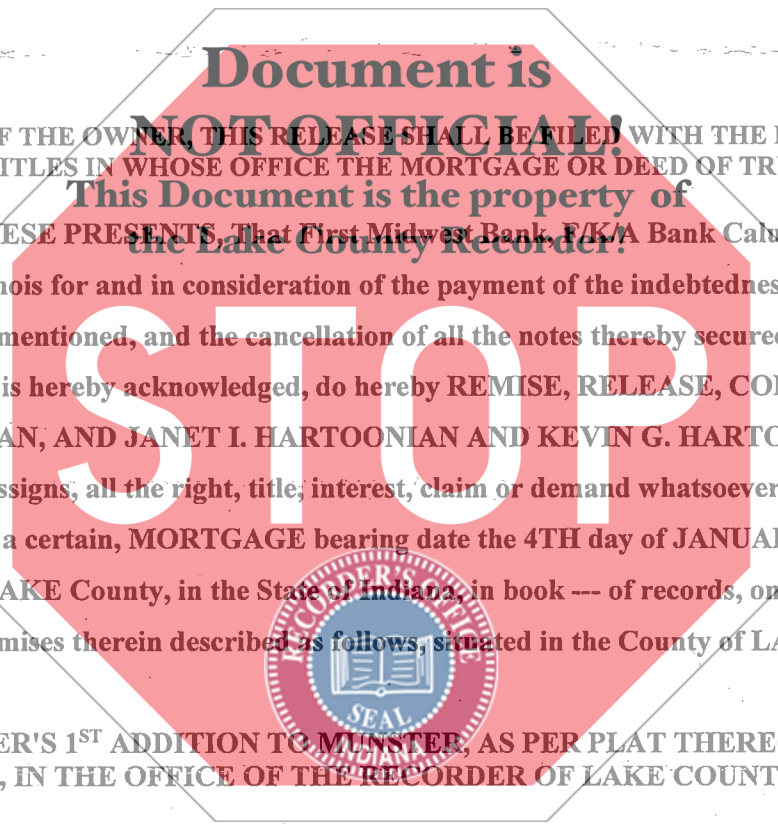 Document is
NOT OFFICIAL!
F THE OWNER, THIS RELEASE SHALL BE FILED WITH THE
ITLES IN WHOSE OFFICE THE MORTGAGE OR DEED OF TR
This Document is the property of
the Lake County Recorder!
ESE PRESENTS, That First Midwest Bank, F/K/A Bank Calu
nois for and in consideration of the payment of the indebtednes
mentioned, and the cancellation of all the notes thereby secured
STOP
is hereby acknowledged, do hereby REMISE, RELEASE, CO
AN, AND JANET I. HARTOONIAN AND KEVIN G. HARTO
ssigns, all the right, title, interest, claim or demand whatsoever
a certain, MORTGAGE bearing date the 4TH day of JANUA
AKE County, in the State of Indiana, in book --- of records, on
mises therein described as follows, situated in the County of LA
RECORDER'S OFFICE
SEAL
INDIANA
ER'S 1ST ADDITION TO MUNSTER, AS PER PLAT THERE
, IN THE OFFICE OF THE RECORDER OF LAKE COUNT